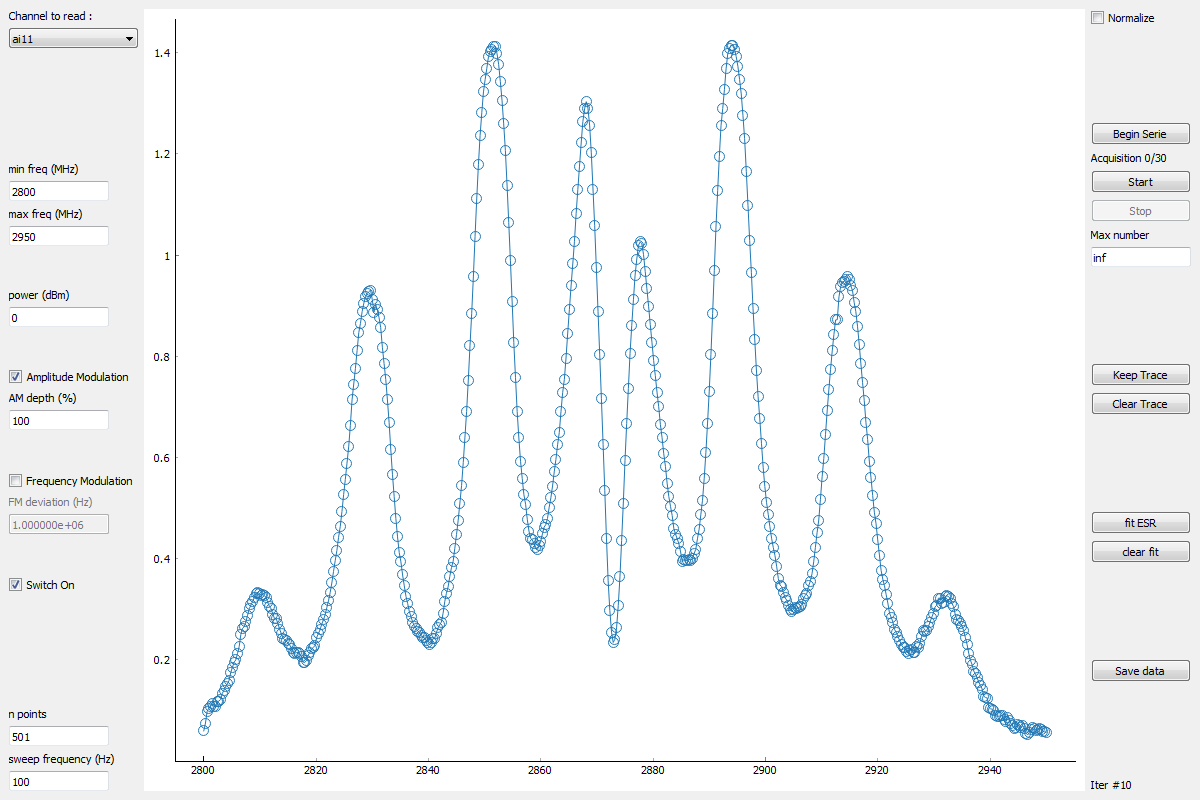 Channel to read :
ai11
min freq (MHz)
2800
max freq (MHz)
2950
power (dBm)
0
Amplitude Modulation
AM depth (%)
100
Frequency Modulation
FM deviation (Hz)
1.000000e+06
Switch On
n points
501
sweep frequency (Hz)
100
1.4
1.2
1
0.8
0.6
0.4
0.2
2800 2820 2840 2860 2880 2900 2920 2940
Normalize
Begin Serie
Acquisition 0/30
Start
Stop
Max number
inf
Keep Trace
Clear Trace
fit ESR
clear fit
Save data
Iter #10